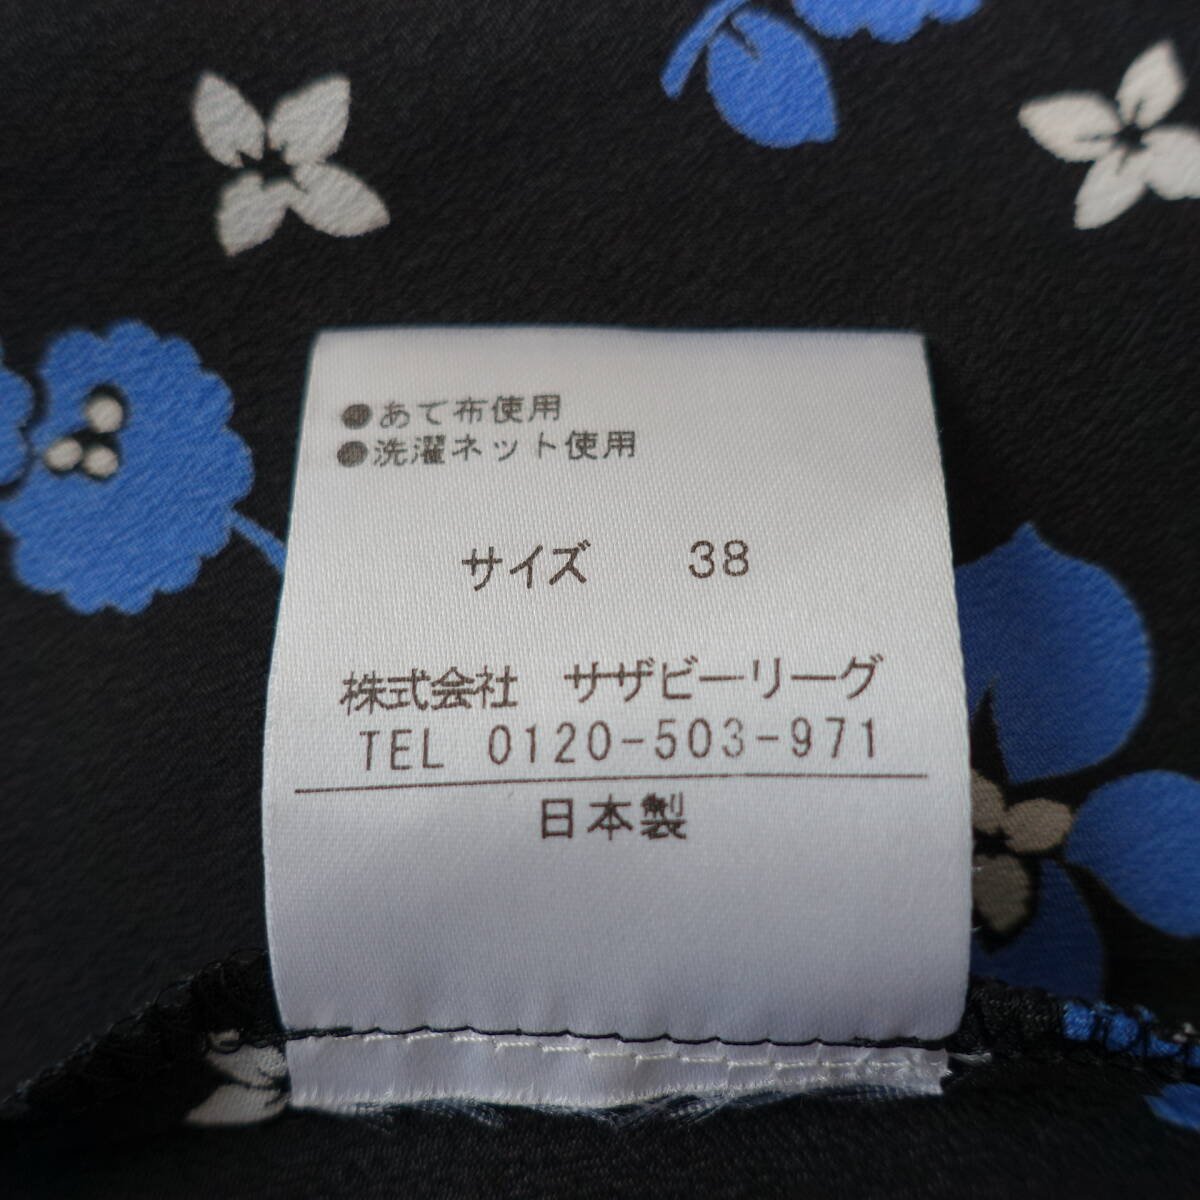 ●あて布使用
●洗濯ネット使用
サイズ 38
株式会社 サザビーリーグ
TEL 0120-503-971
日本製